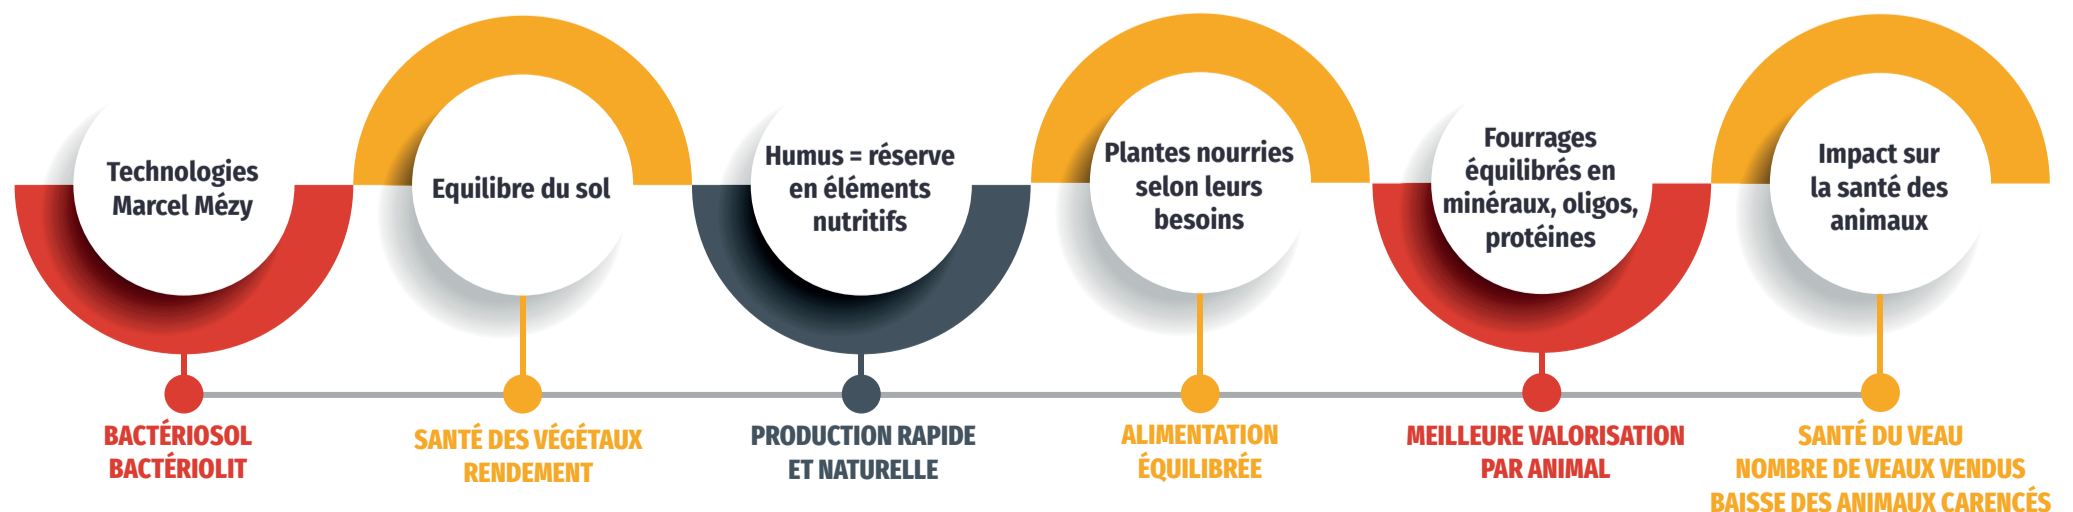 Technologies
Marcel Mézy
Equilibre du sol
Humus = réserve
en éléments
nutritifs
Plantes nourries
selon leurs
besoins
Fourrages
équilibrés en
minéraux, oligos,
protéines
Impact sur
la santé des
animaux
BACTÉRIOSOL
BACTÉRIOLIT
SANTÉ DES VÉGÉTAUX
RENDEMENT
PRODUCTION RAPIDE
ET NATURELLE
ALIMENTATION
ÉQUILIBRÉE
MEILLEURE VALORISATION
PAR ANIMAL
SANTÉ DU VEAU
NOMBRE DE VEAUX VENDUS
BAISSE DES ANIMAUX CARENCÉS